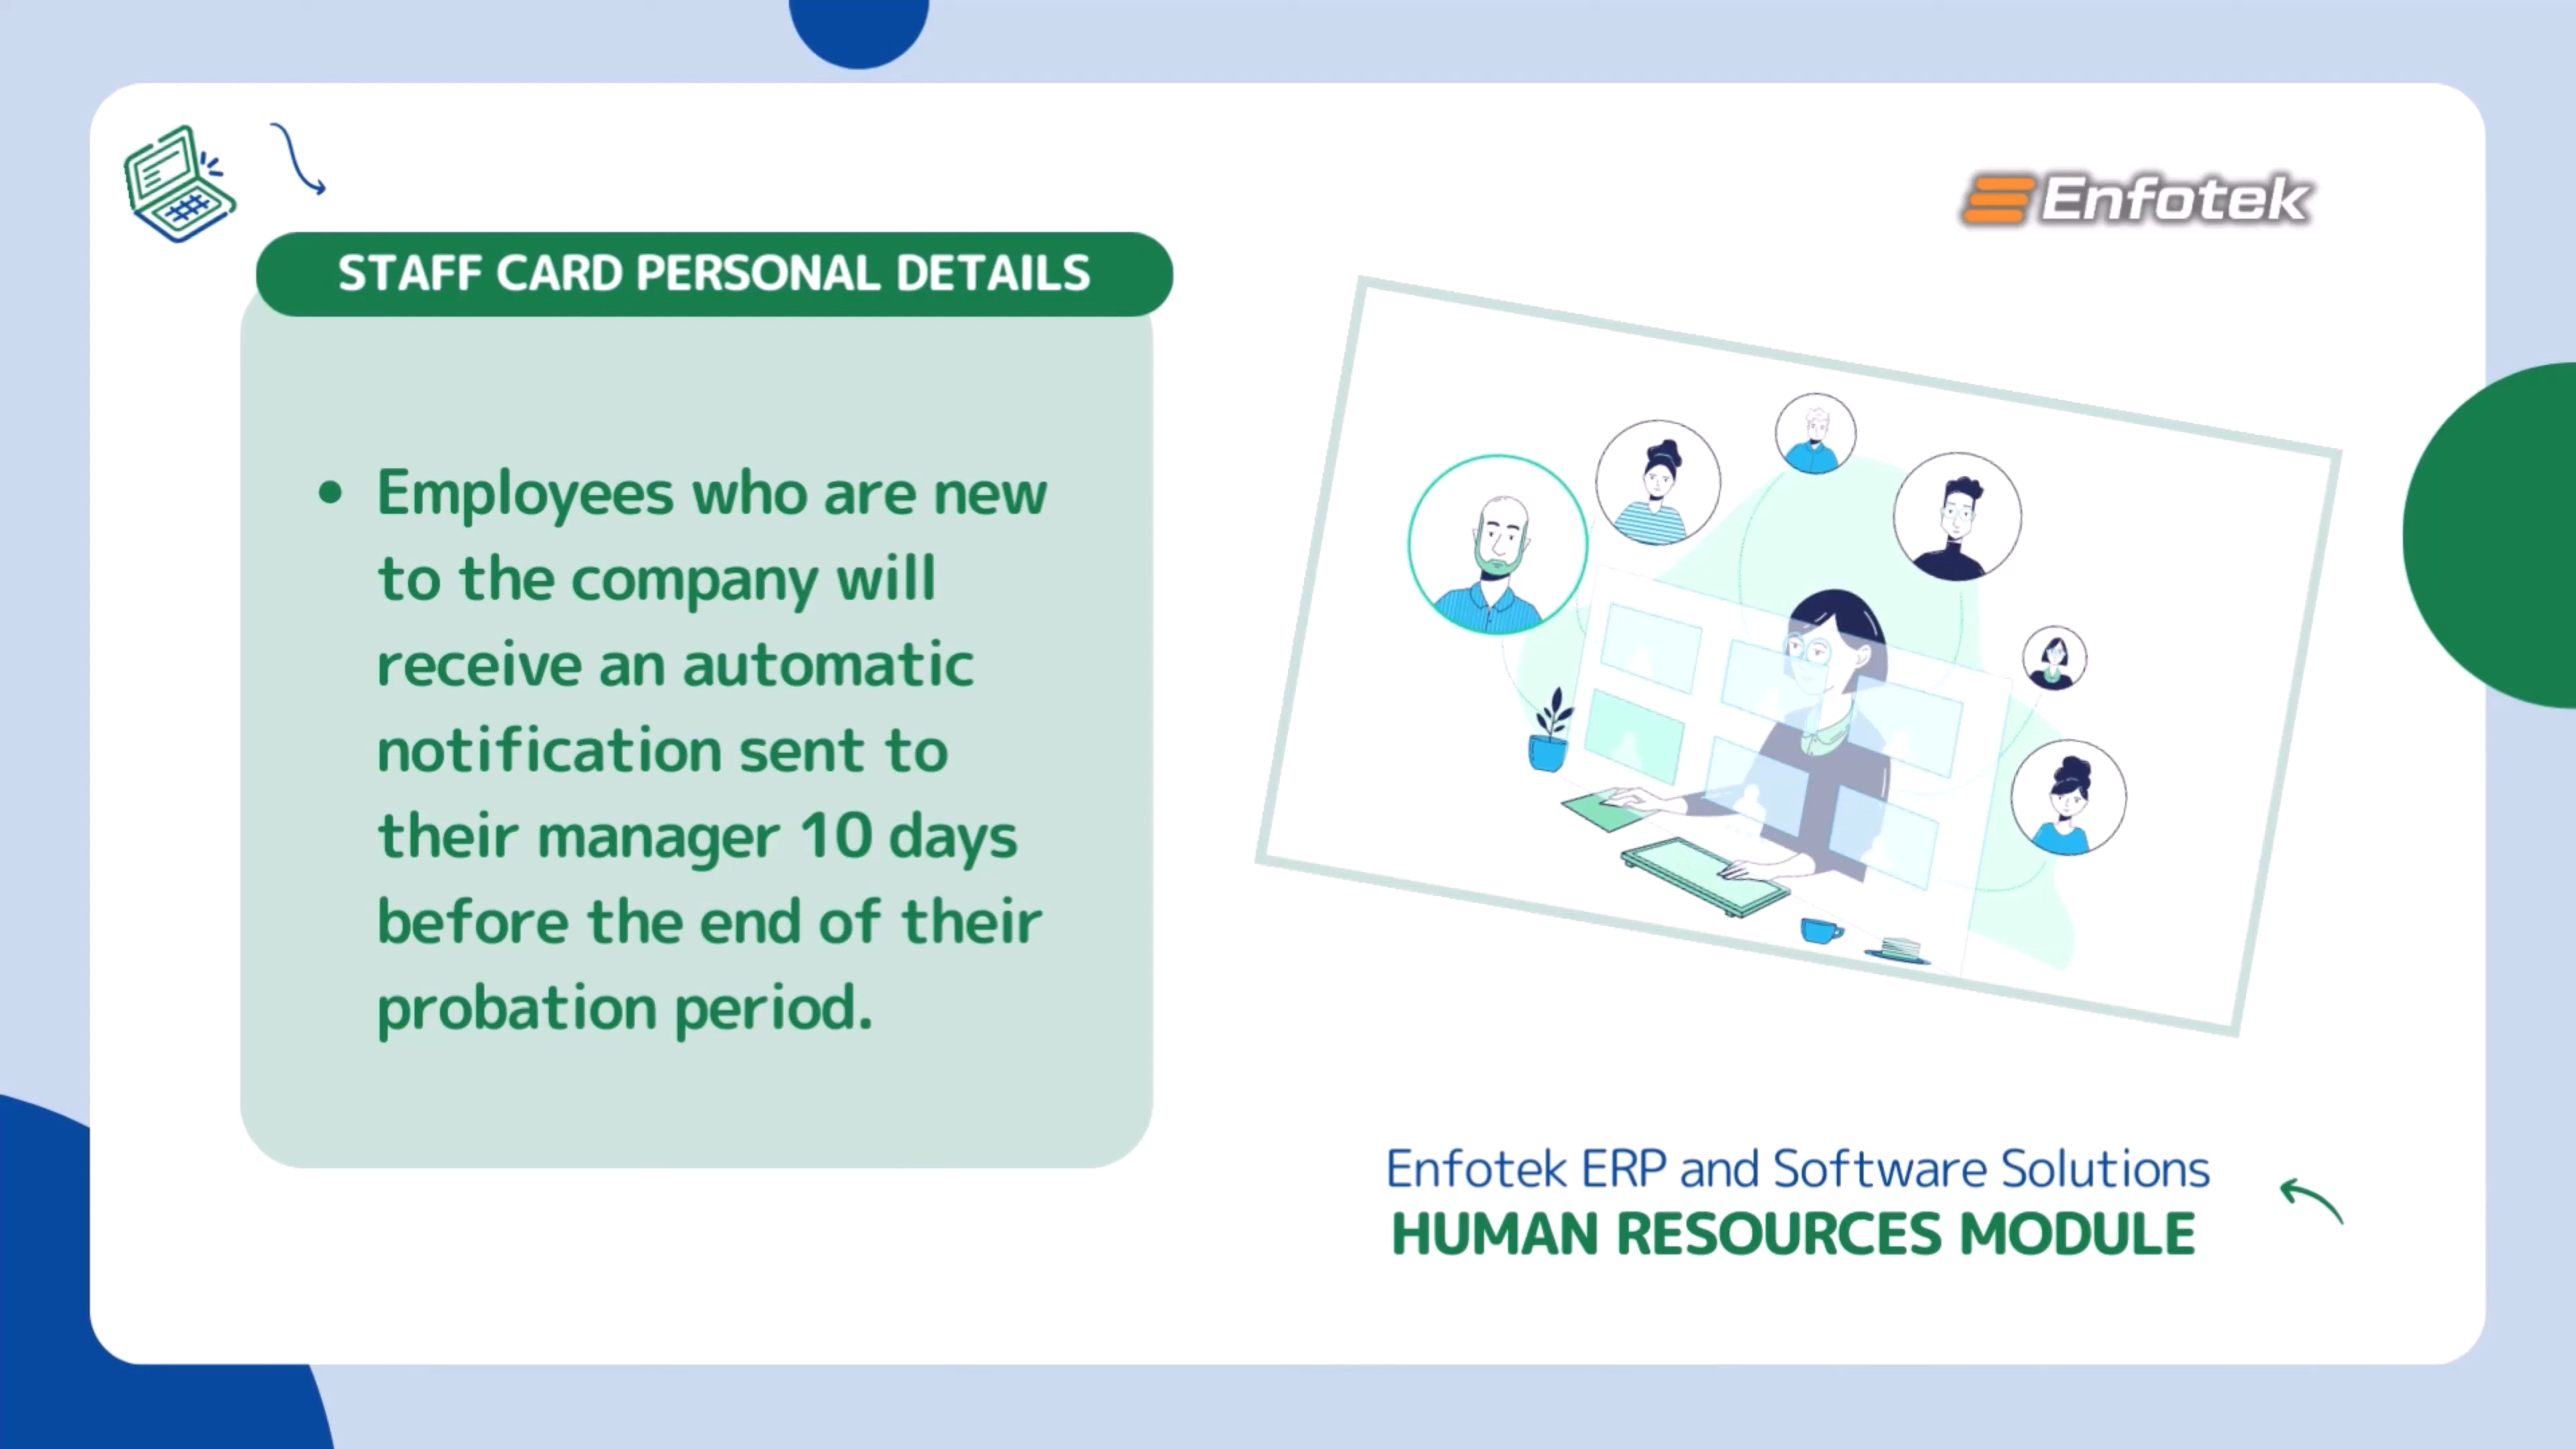 Enfotek
STAFF CARD PERSONAL DETAILS
• Employees who are new
to the company will
receive an automatic
notification sent to
their manager 10 days
before the end of their
probation period.
Enfotek ERP and Software Solutions
HUMAN RESOURCES MODULE